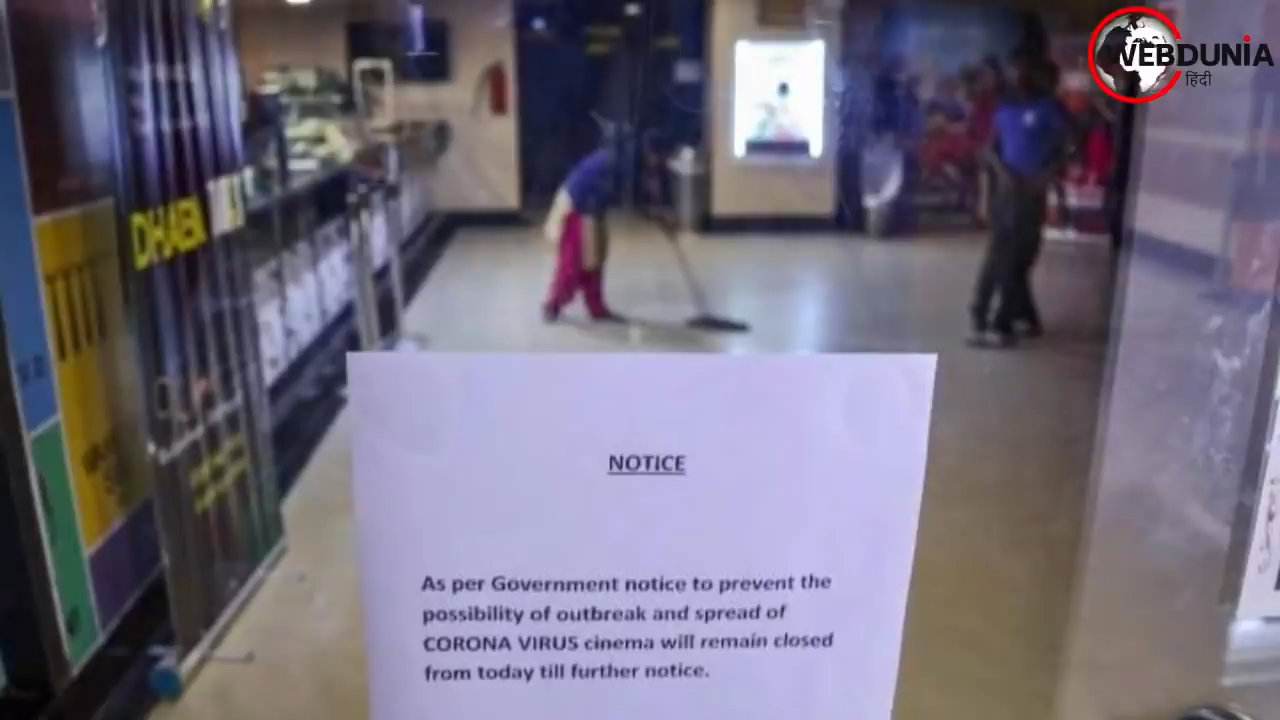 WEBDUNIA
हिंदी
NOTICE
As per Government notice to prevent the
possibility of outbreak and spread of
CORONA VIRUS cinema will remain closed
from today till further notice.